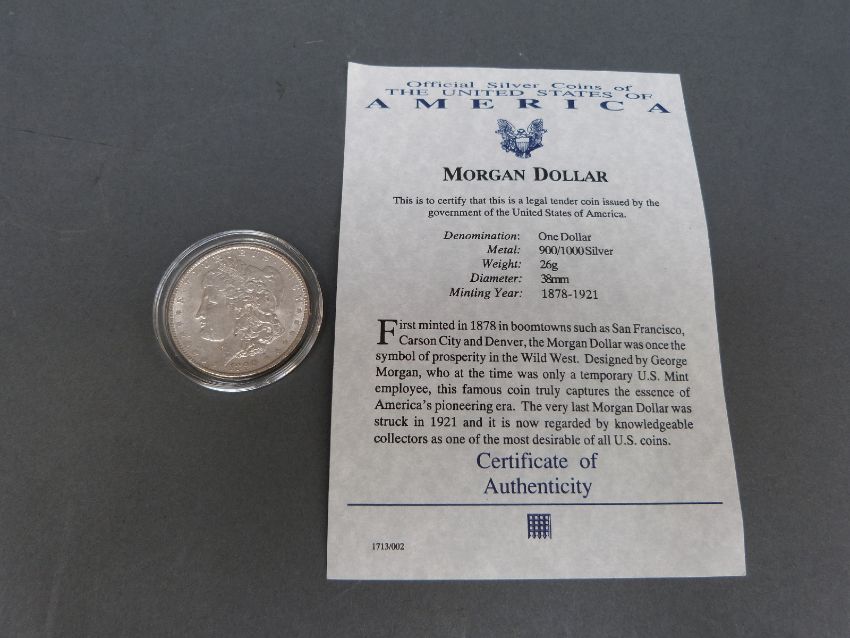 Official Silver Coins of
THE UNITED STATES OF
AMERICA
MORGAN DOLLAR
This is to certify that this is a legal tender coin issued by the
government of the United States of America.
Denomination: One Dollar
Metal: 900/1000 Silver
Weight: 26g
Diameter: 38mm
Minting Year: 1878-1921
First minted in 1878 in boomtowns such as San Francisco,
Carson City and Denver, the Morgan Dollar was once the
symbol of prosperity in the Wild West. Designed by George
Morgan, who at the time was only a temporary U.S. Mint
employee, this famous coin truly captures the essence of
America's pioneering era. The very last Morgan Dollar was
struck in 1921 and it is now regarded by knowledgeable
collectors as one of the most desirable of all U.S. coins.
Certificate of
Authenticity
1713/002